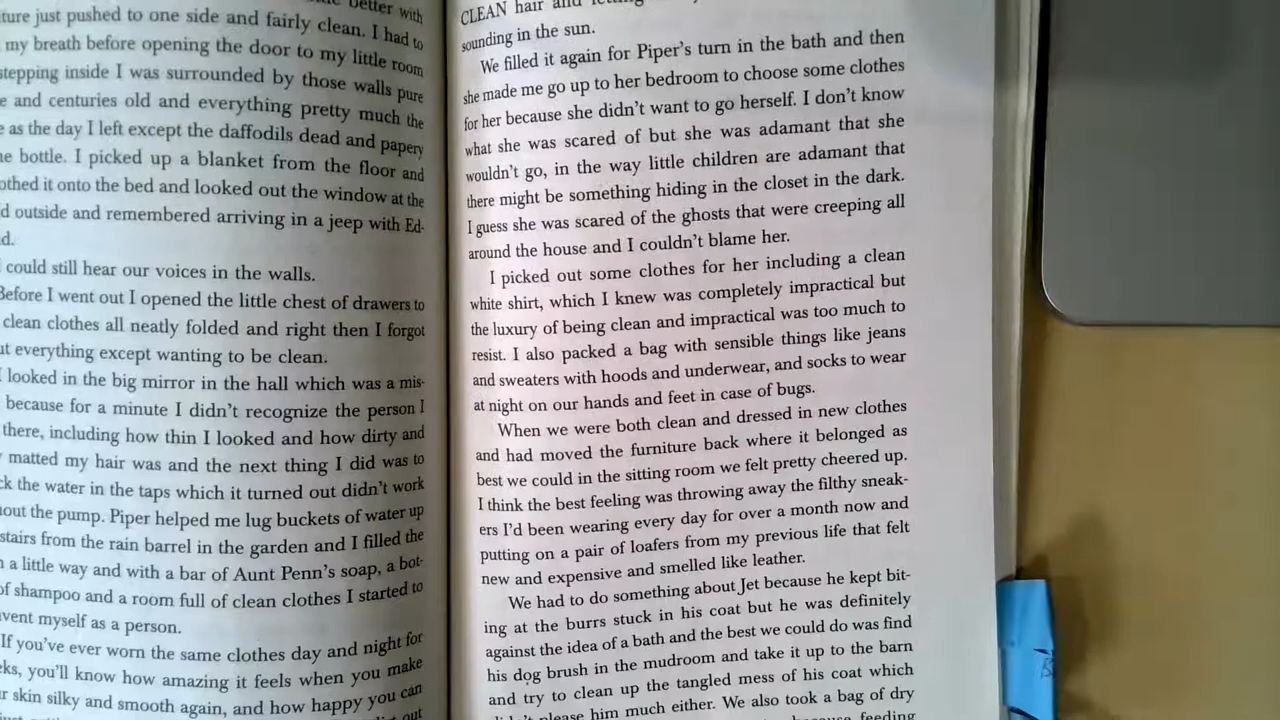 better with
ture just pushed to one side and fairly clean. I had to
my breath before opening the door to my little room
stepping inside I was surrounded by those walls pure
e and centuries old and everything pretty much the
e as the day I left except the daffodils dead and papery
he bottle. I picked up a blanket from the floor and
othed it onto the bed and looked out the window at the
d outside and remembered arriving in a jeep with Ed-
d.
could still hear our voices in the walls.
Before I went out I opened the little chest of drawers to
clean clothes all neatly folded and right then I forgot
ut everything except wanting to be clean.
I looked in the big mirror in the hall which was a mis-
because for a minute I didn't recognize the person I
there, including how thin I looked and how dirty and
matted my hair was and the next thing I did was to
ck the water in the taps which it turned out didn't work
hout the pump. Piper helped me lug buckets of water up
stairs from the rain barrel in the garden and I filled the
h a little way and with a bar of Aunt Penn's soap, a bot-
of shampoo and a room full of clean clothes I started to
vent myself as a person.
If you've ever worn the same clothes day and night for
eks, you'll know how amazing it feels when you make
r skin silky and smooth again, and how happy you can
out
CLEAN hair and
sounding in the sun.
We filled it again for Piper's turn in the bath and then
she made me go up to her bedroom to choose some clothes
for her because she didn't want to go herself. I don't know
what she was scared of but she was adamant that she
wouldn't go, in the way little children are adamant that
there might be something hiding in the closet in the dark.
I guess she was scared of the ghosts that were creeping all
around the house and I couldn't blame her.
I picked out some clothes for her including a clean
white shirt, which I knew was completely impractical but
the luxury of being clean and impractical was too much to
resist. I also packed a bag with sensible things like jeans
and sweaters with hoods and underwear, and socks to wear
at night on our hands and feet in case of bugs.
When we were both clean and dressed in new clothes
and had moved the furniture back where it belonged as
best we could in the sitting room we felt pretty cheered up.
I think the best feeling was throwing away the filthy sneak-
ers I'd been wearing every day for over a month now and
putting on a pair of loafers from my previous life that felt
new and expensive and smelled like leather.
We had to do something about Jet because he kept bit-
ing at the burrs stuck in his coat but he was definitely
against the idea of a bath and the best we could do was find
his dog brush in the mudroom and take it up to the barn
and try to clean up the tangled mess of his coat which
didn't please him much either. We also took a bag of dry
because feeding